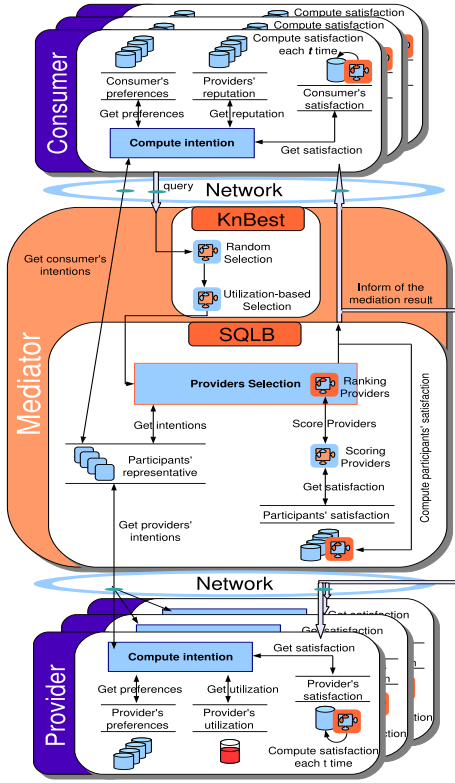 Compute satisfaction
Compute satisfaction
Compute satisfaction
each t time
Consumer
Consumer's
preferences
Providers'
reputation
Consumer's
satisfaction
Get preferences
Get reputation
Compute intention
Get satisfaction
Network
query
KnBest
Random
Selection
Get consumer's
intentions
Inform of the
mediation result
Utilization-based
Selection
SQLB
Mediator
Providers Selection
Ranking
Providers
Get intentions
Score Providers
Participants'
representative
Scoring
Providers
Get satisfaction
Compute participants' satisfaction
Get providers'
intentions
Participants' satisfaction
Network
Get satisfaction
Get satisfaction
Compute intention
Get satisfaction
Provider
Get preferences
Get utilization
Provider's
satisfaction
Provider's
preferences
Provider's
utilization
Compute satisfaction
each t time